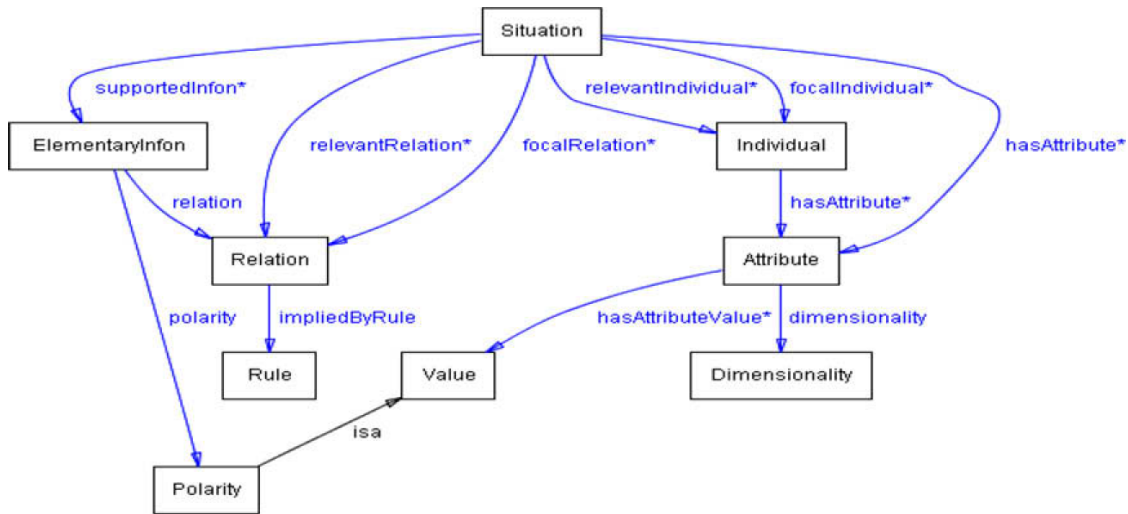 Situation
supportedInfon*
relevantIndividual*
focalIndividual*
ElementaryInfon
relevantRelation*
focalRelation*
Individual
hasAttribute*
relation
hasAttribute*
Relation
Attribute
polarity
impliedByRule
hasAttributeValue*
dimensionality
Rule
Value
Dimensionality
isa
Polarity